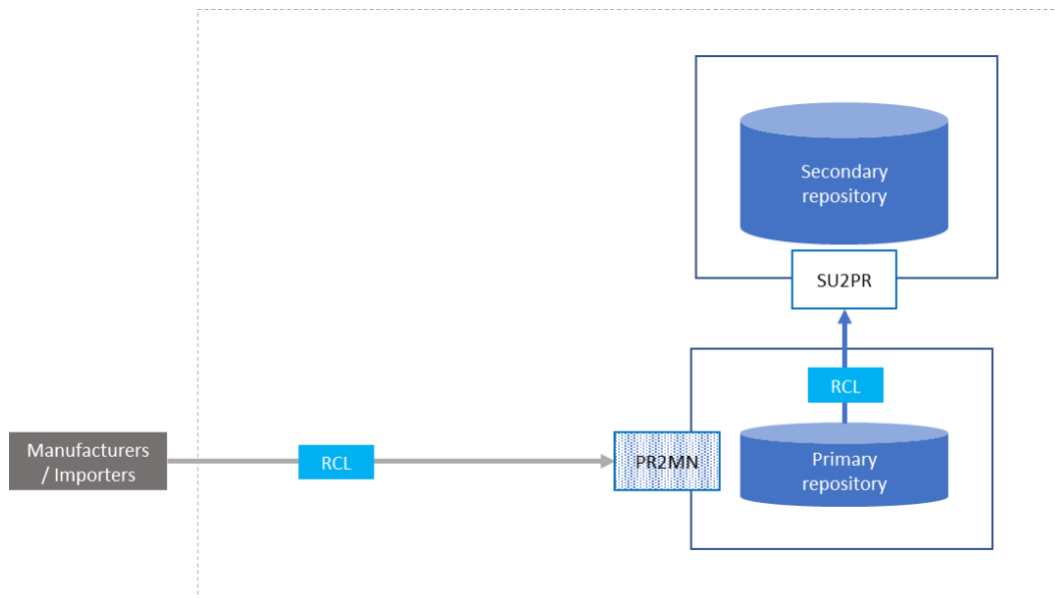 Secondary
repository
SU2PR
RCL
Manufacturers
/ Importers
RCL
PR2MN
Primary
repository